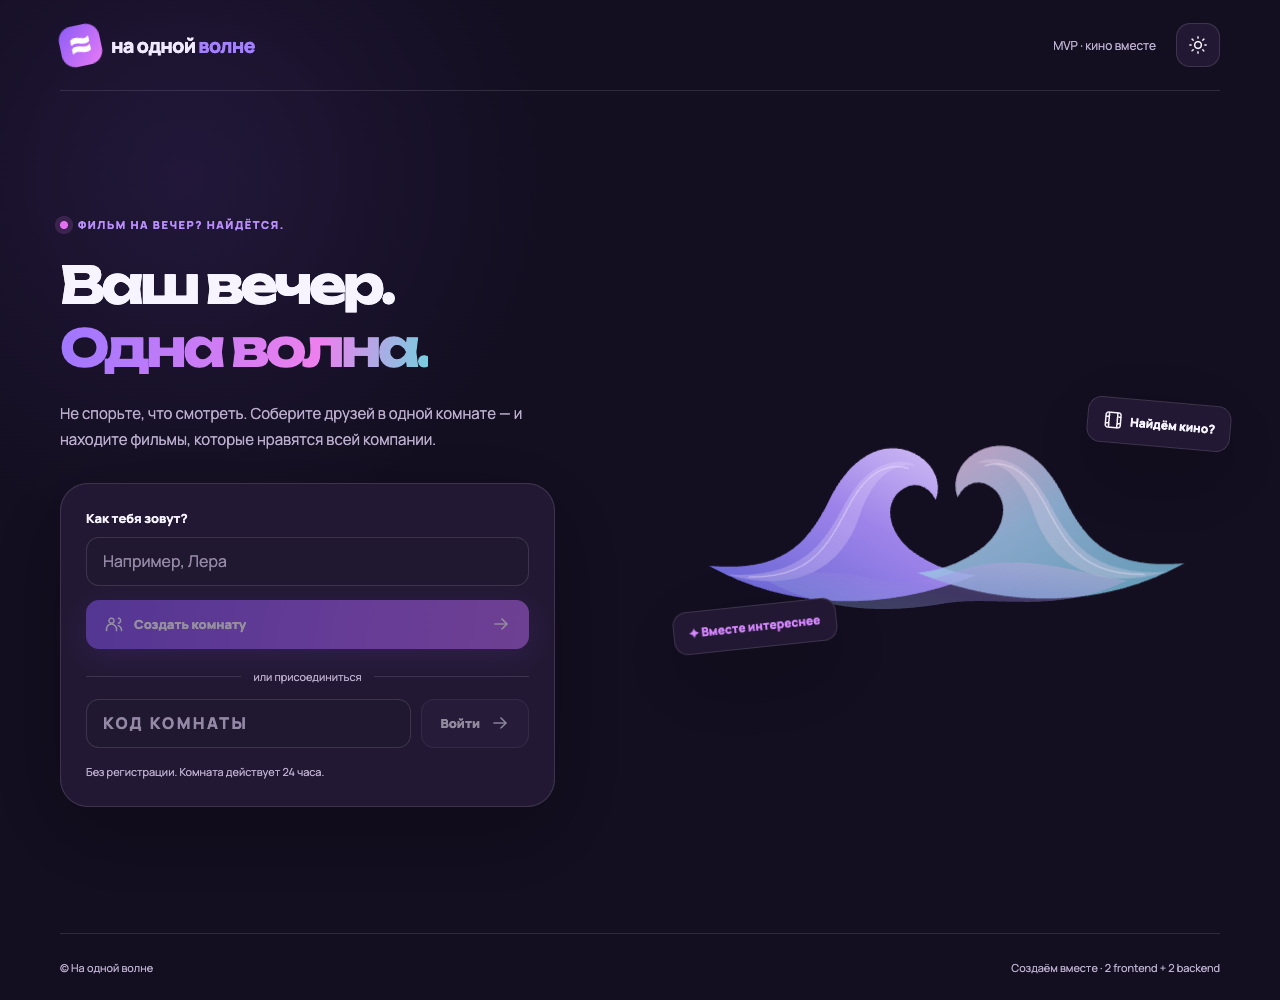 на одной волне
MVP · кино вместе
ФИЛЬМ НА ВЕЧЕР? НАЙДЁТСЯ.
Ваш вечер.
Одна волна.
Не спорьте, что смотреть. Соберите друзей в одной комнате — и
находите фильмы, которые нравятся всей компании.
Как тебя зовут?
Например, Лера
Создать комнату
или присоединиться
КОД КОМНАТЫ
Войти
Без регистрации. Комната действует 24 часа.
Найдём кино?
✦ Вместе интереснее
© На одной волне
Создаём вместе · 2 frontend + 2 backend